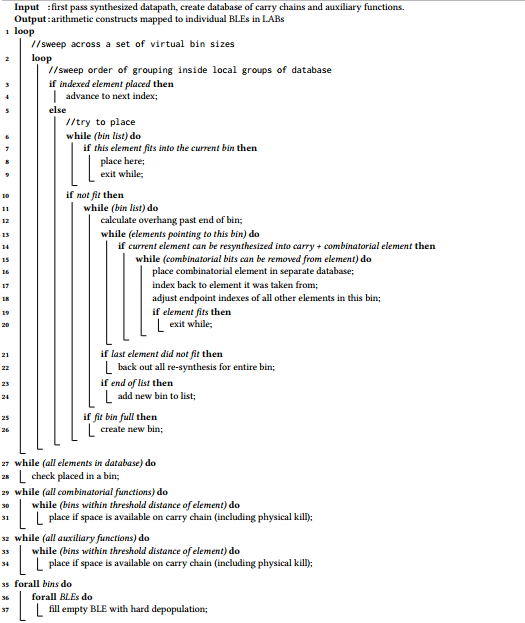 Input :first pass synthesized datapath, create database of carry chains and auxiliary functions.
Output :arithmetic constructs mapped to individual BLEs in LABs
1 loop
//sweep across a set of virtual bin sizes
2 loop
//sweep order of grouping inside local groups of database
3 if indexed element placed then
4 advance to next index;
5 else
//try to place
6 while (bin list) do
7 if this element fits into the current bin then
8 place here;
9 exit while;
10 if not fit then
11 while (bin list) do
12 calculate overhang past end of bin;
13 while (elements pointing to this bin) do
14 if current element can be resynthesized into carry + combinatorial element then
15 while (combinatorial bits can be removed from element) do
16 place combinatorial element in separate database;
17 index back to element it was taken from;
18 adjust endpoint indexes of all other elements in this bin;
19 if element fits then
20 exit while;
21 if last element did not fit then
22 back out all re-synthesis for entire bin;
23 if end of list then
24 add new bin to list;
25 if fit bin full then
26 create new bin;
27 while (all elements in database) do
28 check placed in a bin;
29 while (all combinatorial functions) do
30 while (bins within threshold distance of element) do
31 place if space is available on carry chain (including physical kill);
32 while (all auxiliary functions) do
33 while (bins within threshold distance of element) do
34 place if space is available on carry chain (including physical kill);
35 forall bins do
36 forall BLEs do
37 fill empty BLE with hard depopulation;